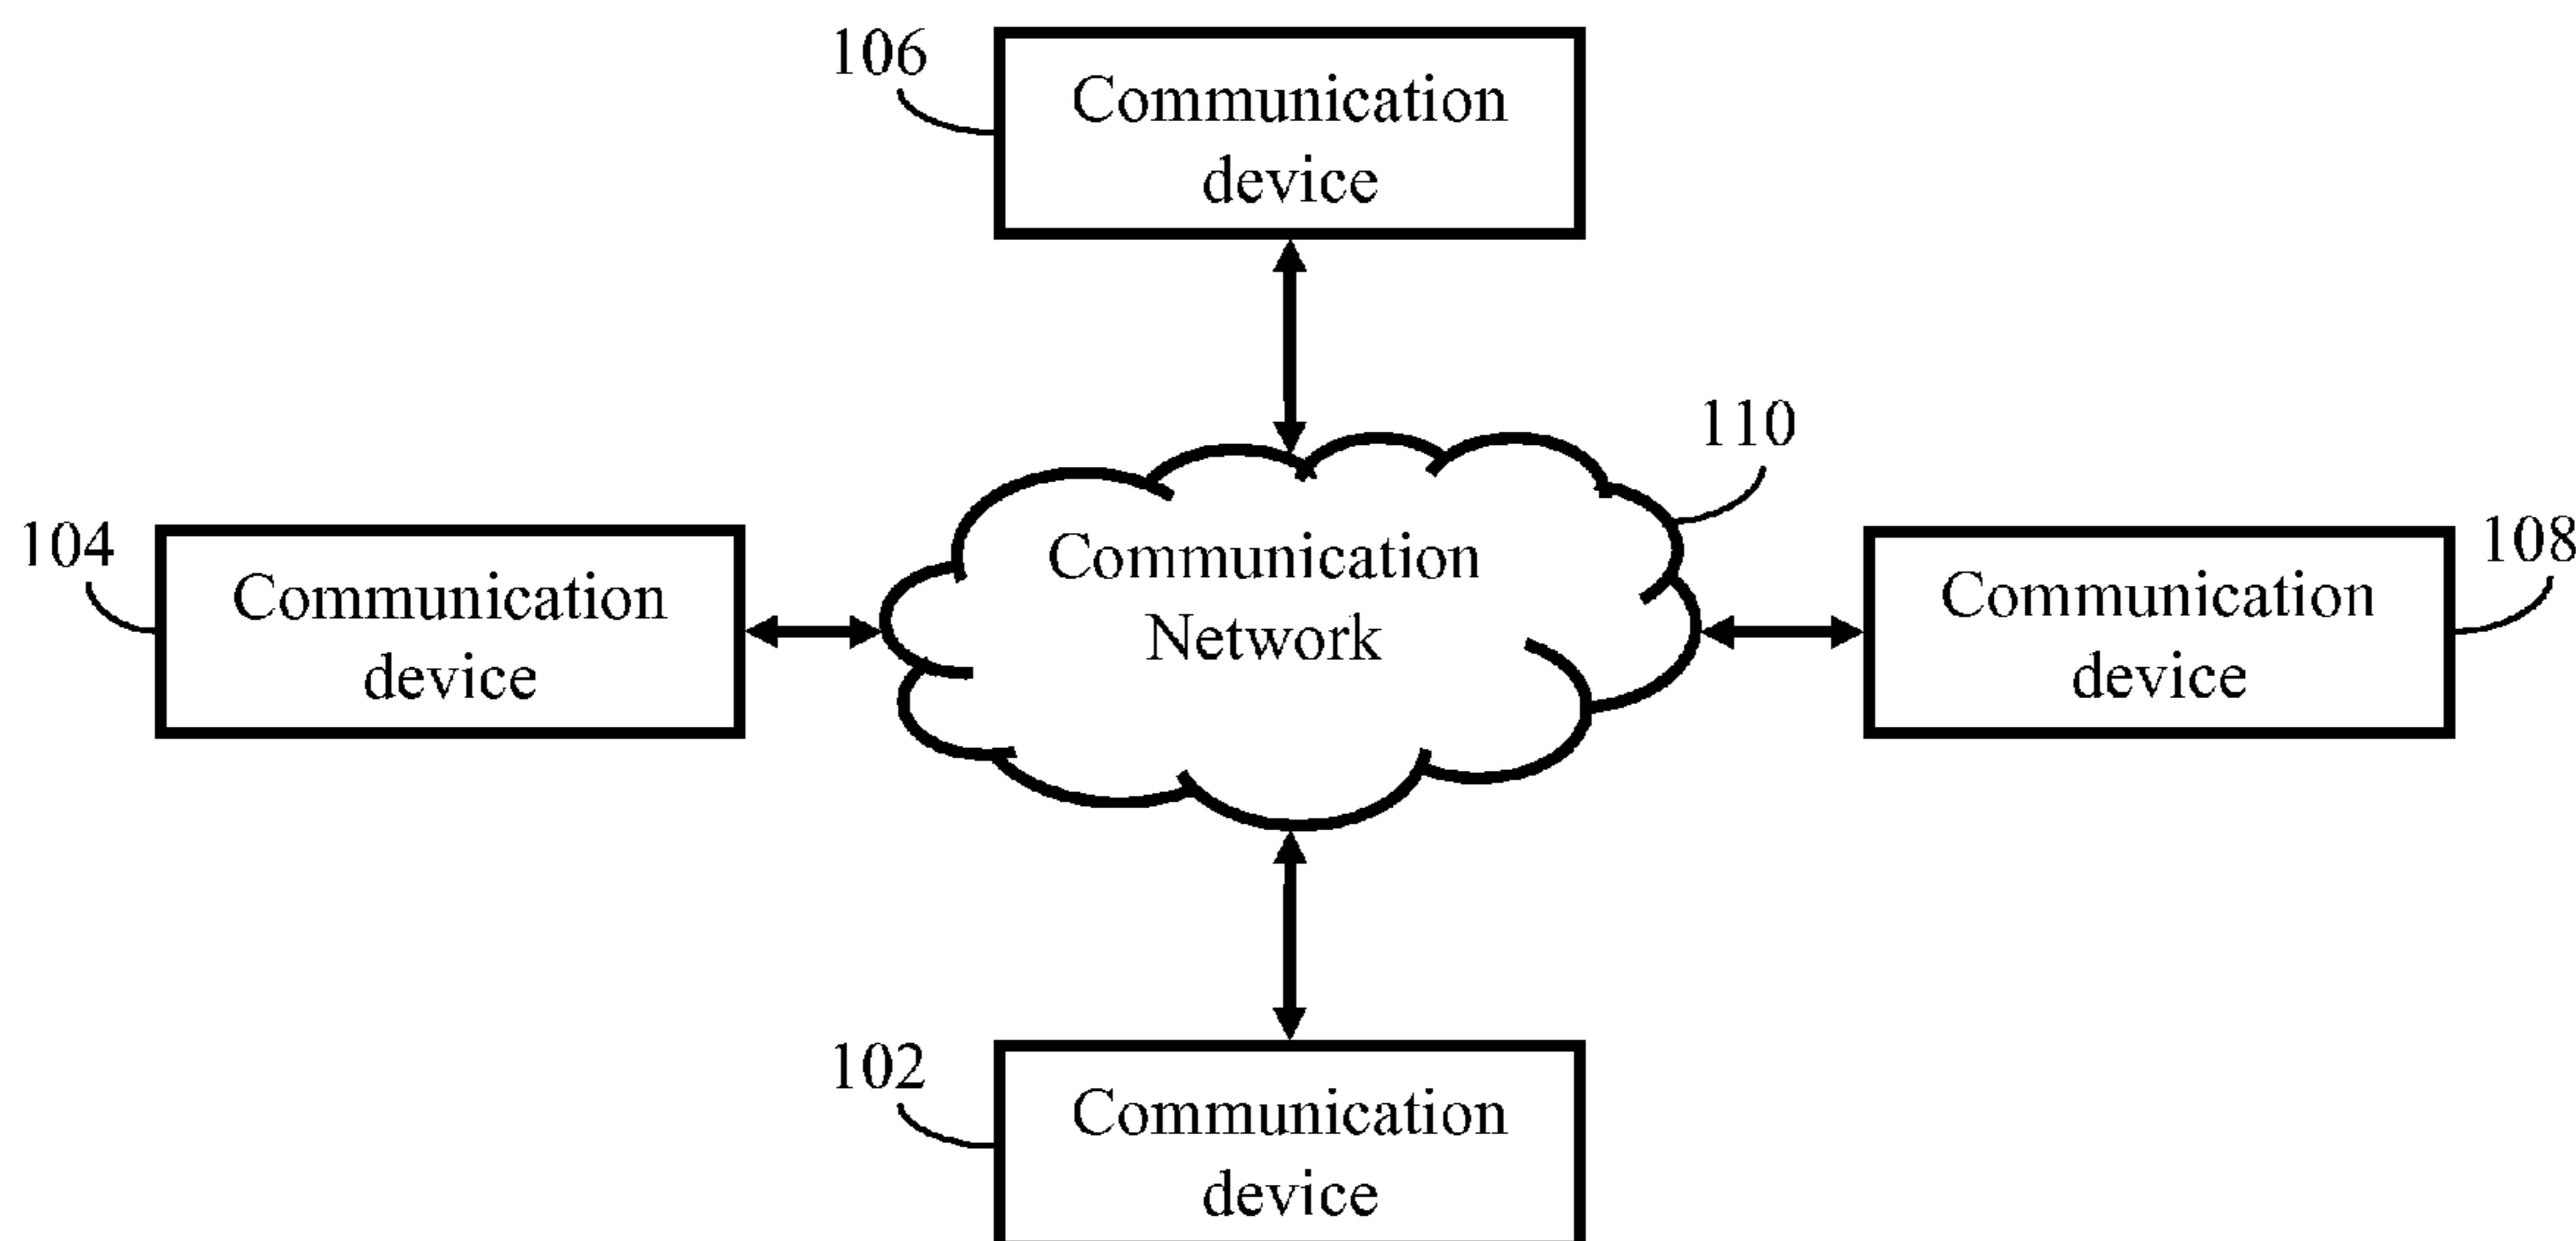 106
Communication
device
110
Communication
Network
104
Communication
device
108
Communication
device
102
Communication
device